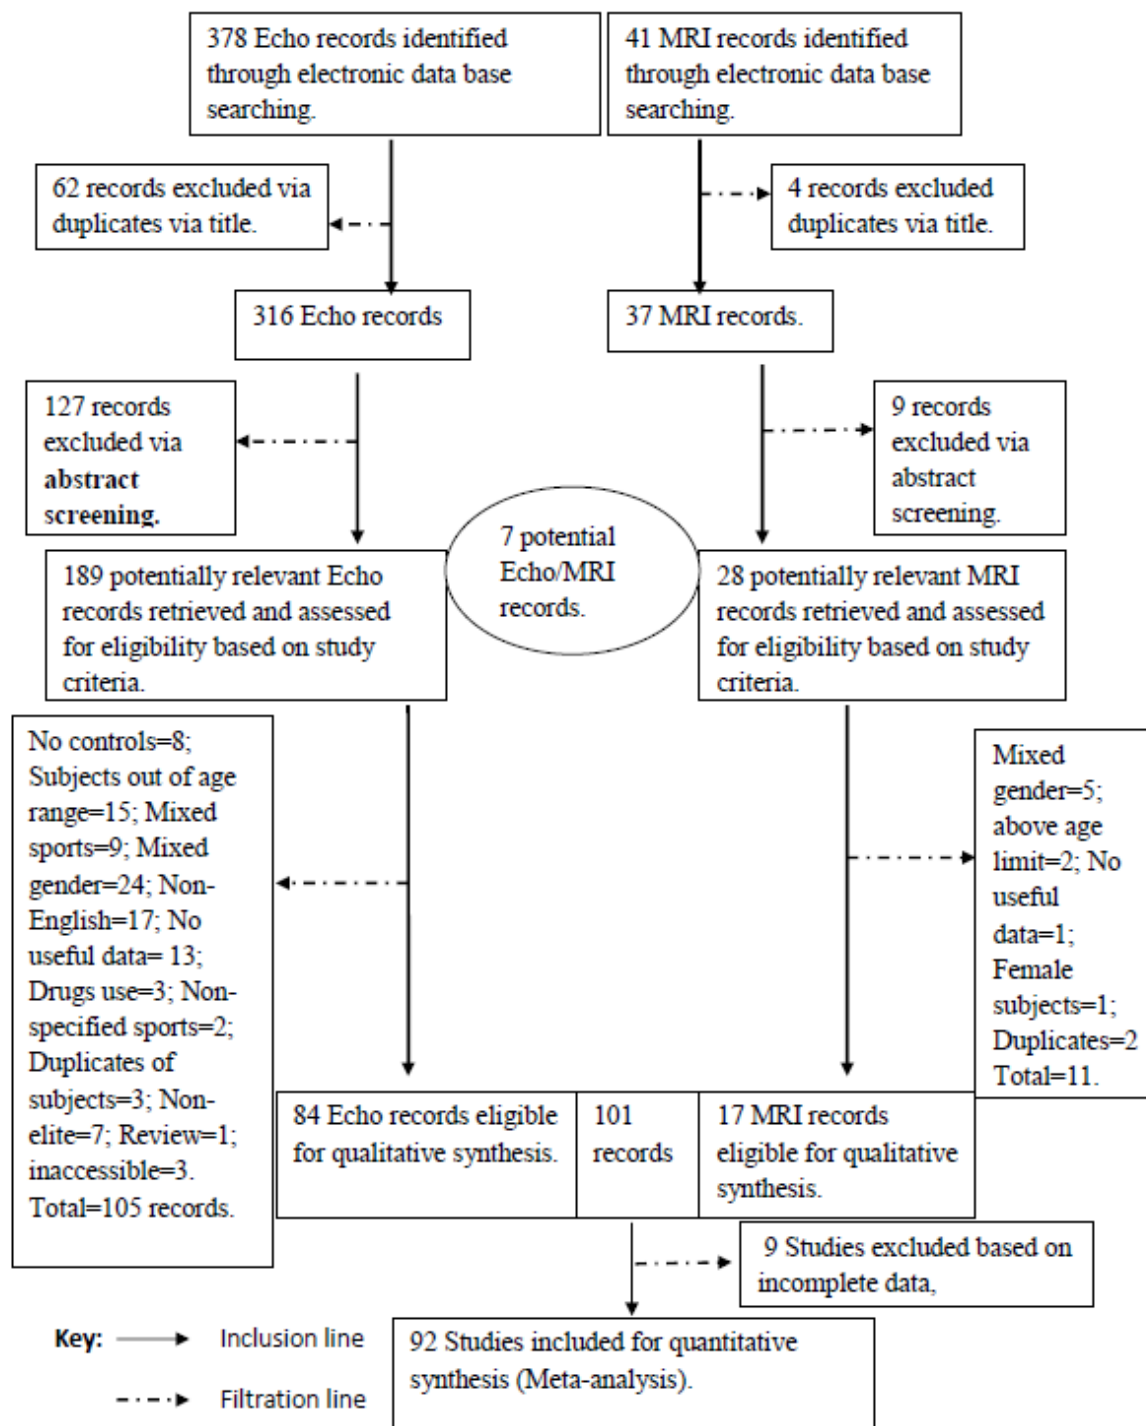 378 Echo records identified
through electronic data base
searching.
41 MRI records identified
through electronic data base
searching.
62 records excluded via
duplicates via title.
4 records excluded
duplicates via title.
316 Echo records
37 MRI records.
127 records
excluded via
abstract
screening.
9 records
excluded via
abstract
screening.
7 potential
Echo/MRI
records.
189 potentially relevant Echo
records retrieved and assessed
for eligibility based on study
criteria.
28 potentially relevant MRI
records retrieved and assessed
for eligibility based on study
criteria.
No controls=8;
Subjects out of age
range=15; Mixed
sports=9; Mixed
gender=24; Non-
English=17; No
useful data= 13;
Drugs use=3; Non-
specified sports=2;
Duplicates of
subjects=3; Non-
elite=7; Review=1;
inaccessible=3.
Total=105 records.
Mixed
gender=5;
above age
limit=2; No
useful
data=1;
Female
subjects=1;
Duplicates=2
Total=11.
84 Echo records eligible
for qualitative synthesis.
101
records
17 MRI records
eligible for qualitative
synthesis.
9 Studies excluded based on
incomplete data,
92 Studies included for quantitative
synthesis (Meta-analysis).
Key:
Inclusion line
Filtration line